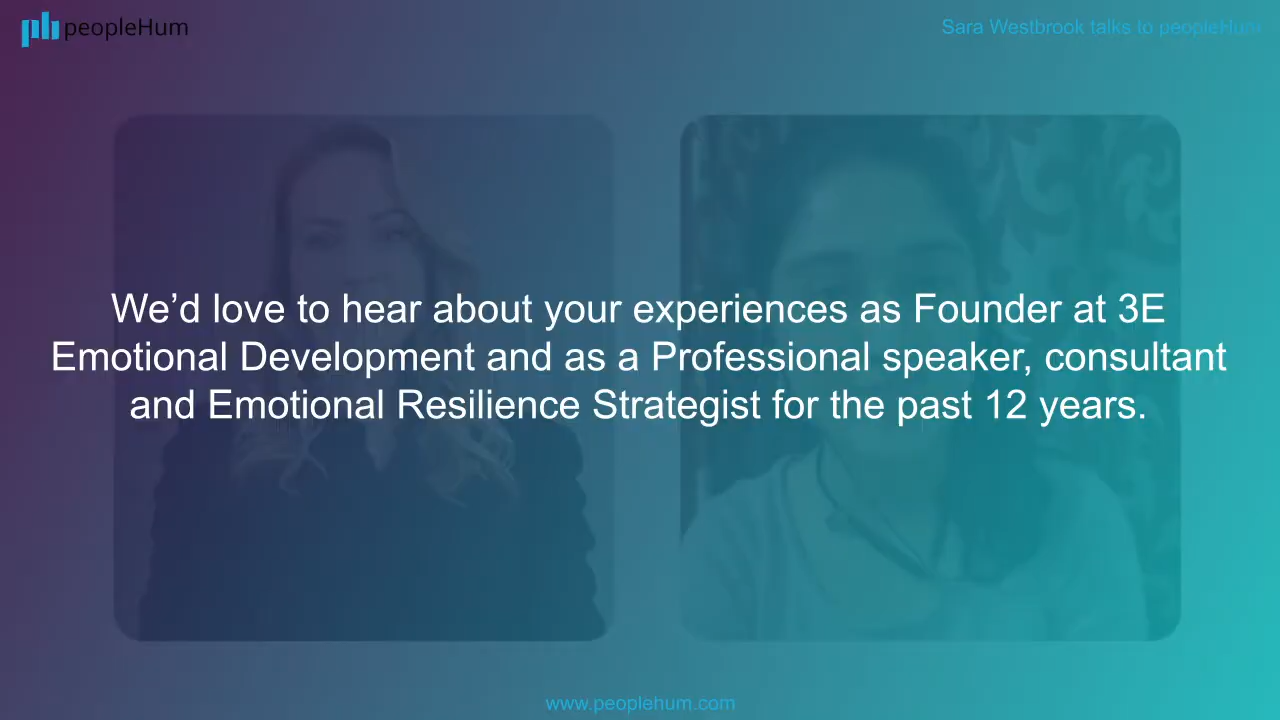 peopleHum
Sara Westbrook talks to peopleHum
We’d love to hear about your experiences as Founder at 3E
Emotional Development and as a Professional speaker, consultant
and Emotional Resilience Strategist for the past 12 years.
www.peoplehum.com